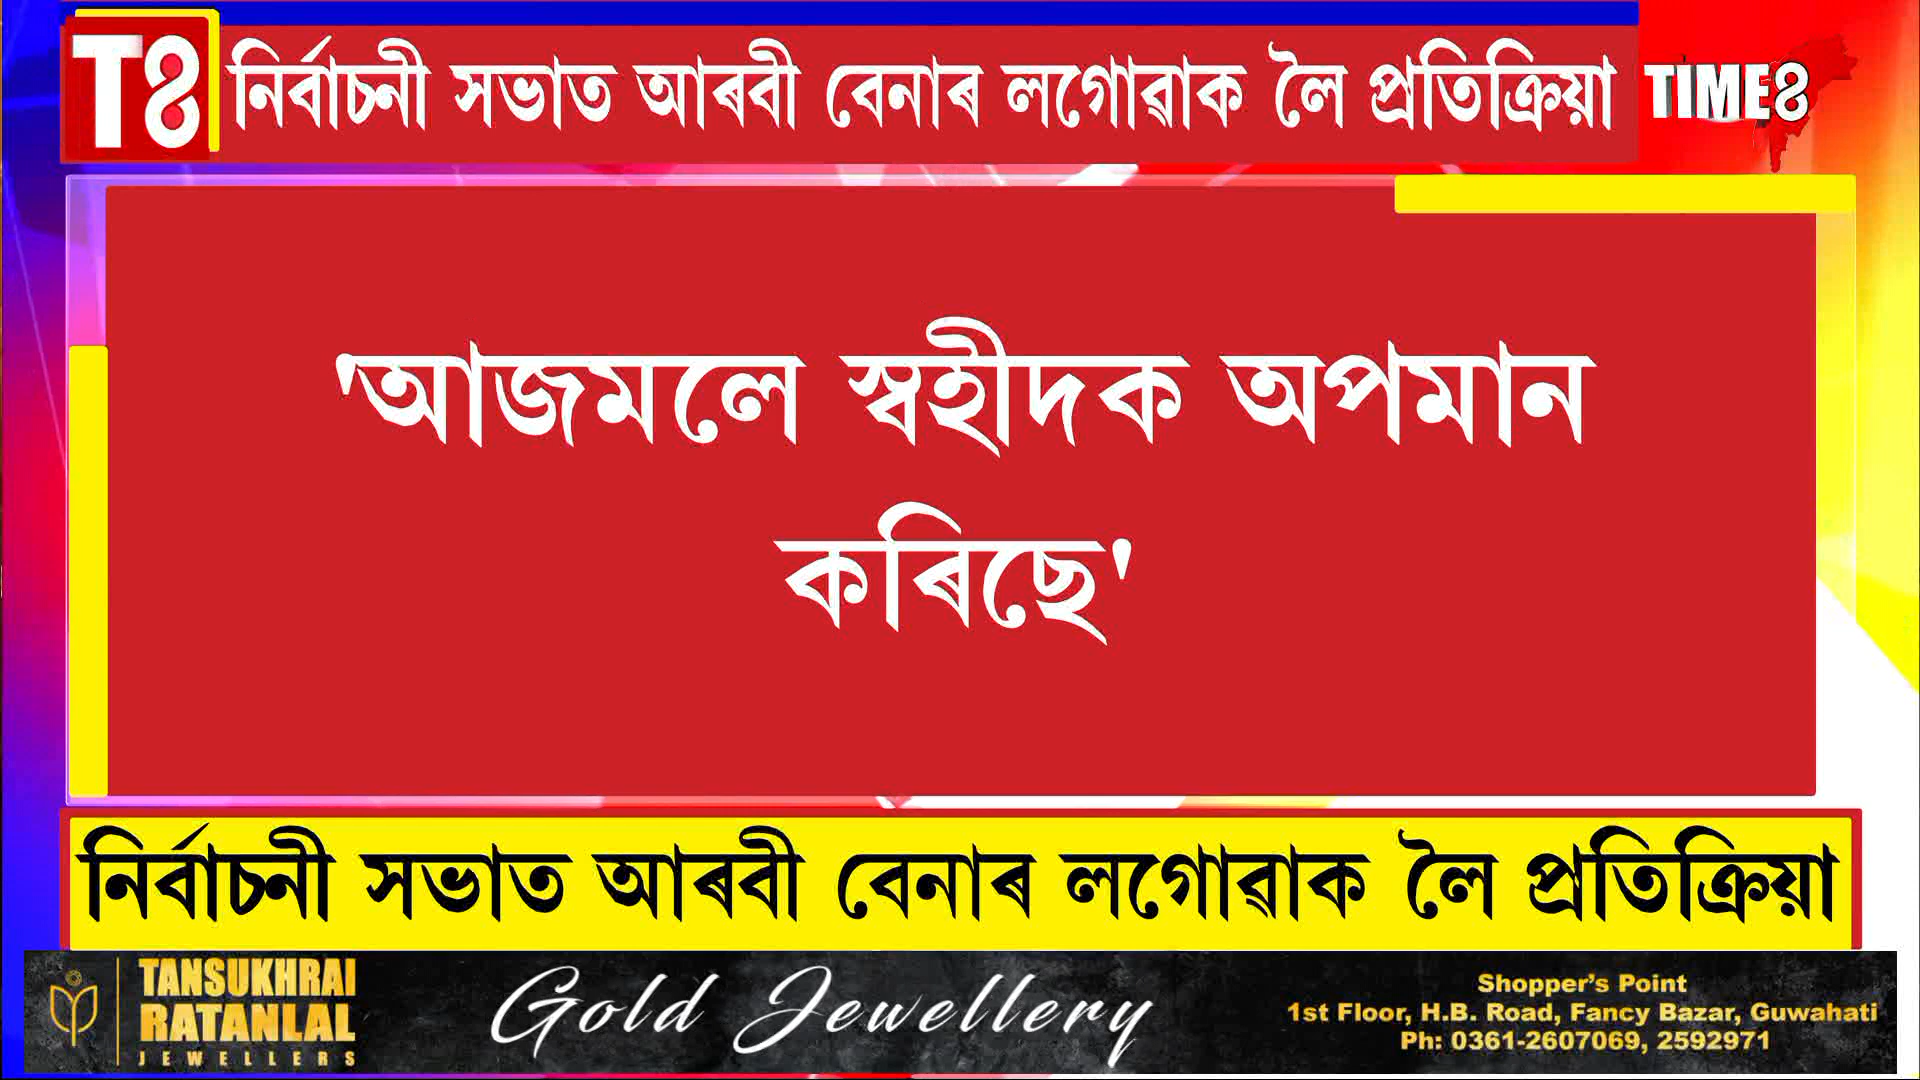 T8 নিৰ্বাচনী সভাত আৰবী বেনাৰ লগোৱাক লৈ প্ৰতিক্ৰিয়া TIME8
'আজমলে স্বহীদক অপমান
কৰিছে'
নিৰ্বাচনী সভাত আৰবী বেনাৰ লগোৱাক লৈ প্ৰতিক্ৰিয়া
TANSUKHRAI
RATANLAL
JEWELLERS
Gold Jewellery
Shopper's Point
1st Floor, H.B. Road, Fancy Bazar, Guwahati
Ph: 0361-2607069, 2592971